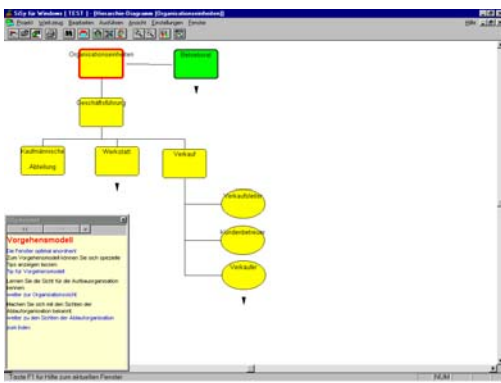 SiSy für Windows [ TEST ] - [Hierarchie-Diagramm [Organisationseinheiten]]
Projekt Werkzeug Bearbeiten Ausführen Ansicht Einstellungen Fenster
Hilfe
Organisationseinheiten
Geschäftsführung
Kaufmännische
Abteilung
Werkstatt
Verkauf
Verkaufsleiter
Kundenbetreuer
Verkäufer
Vorgehensmodell
Die Fenster optimal anordnen!
Zum Vorgehensmodell können Sie sich spezielle
Tips anzeigen lassen:
Tip für Vorgehensmodell
Lernen Sie die Sicht für die Aufbauorganisation
kennen:
weiter zur Organisationssicht
Machen Sie sich mit den Sichten der
Ablauforganisation bekannt:
weiter zu den Sichten der Ablauforganisation
zum Index
Taste F1 für Hilfe zum aktuellen Fenster
NUM